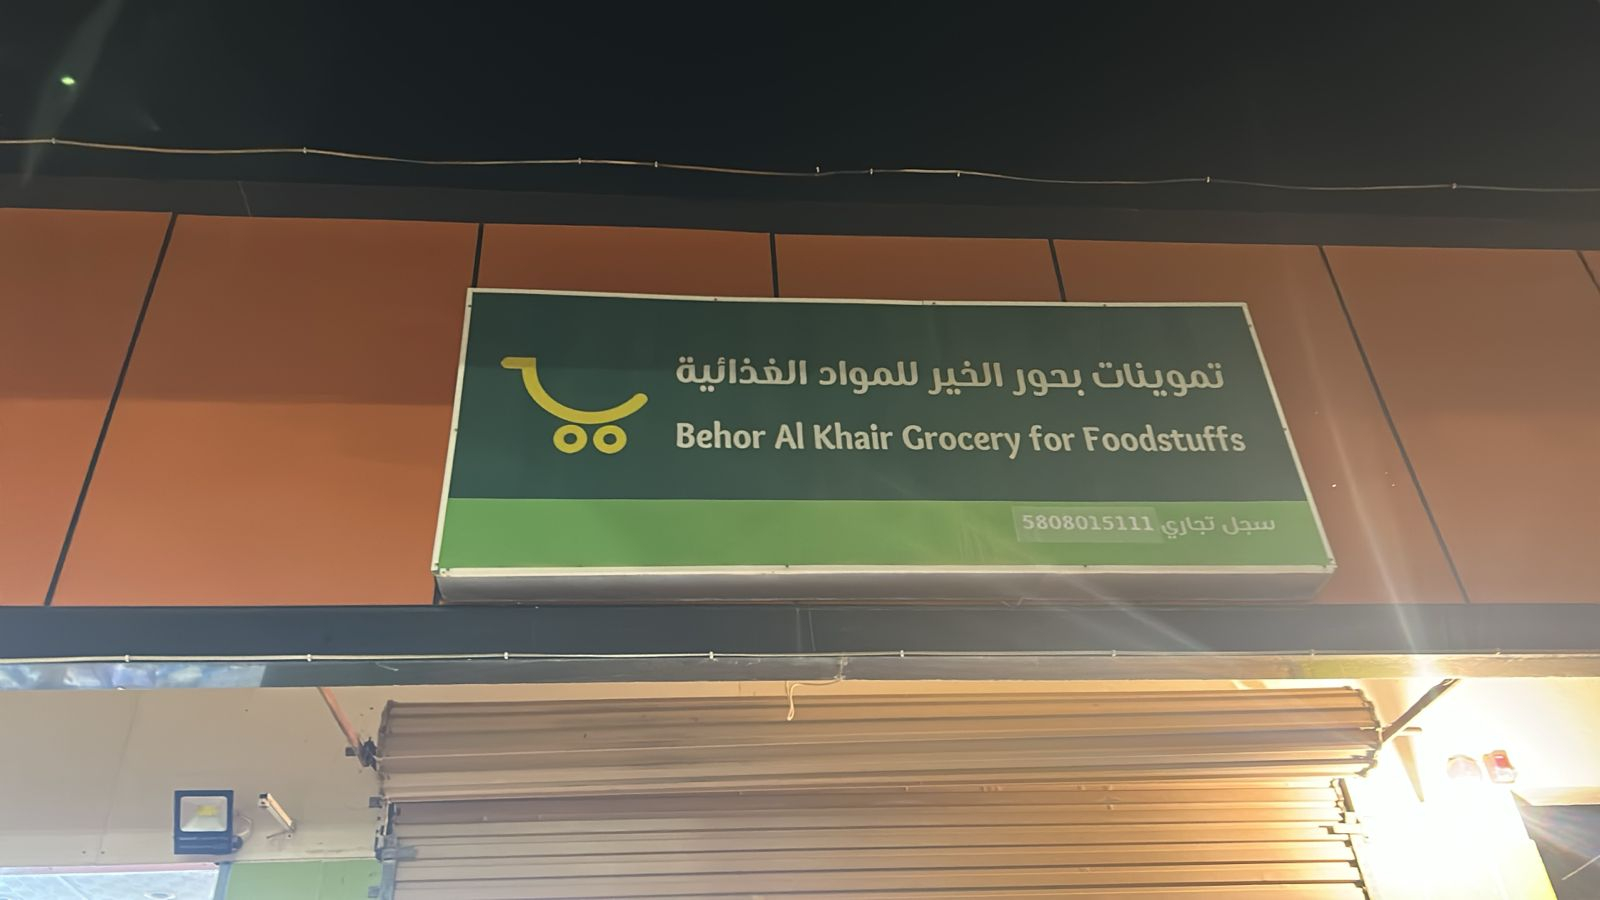 تموينات بحور الخير للمواد الغذائية
Behor Al Khair Grocery for Foodstuffs
سجل تجاري 5808015111